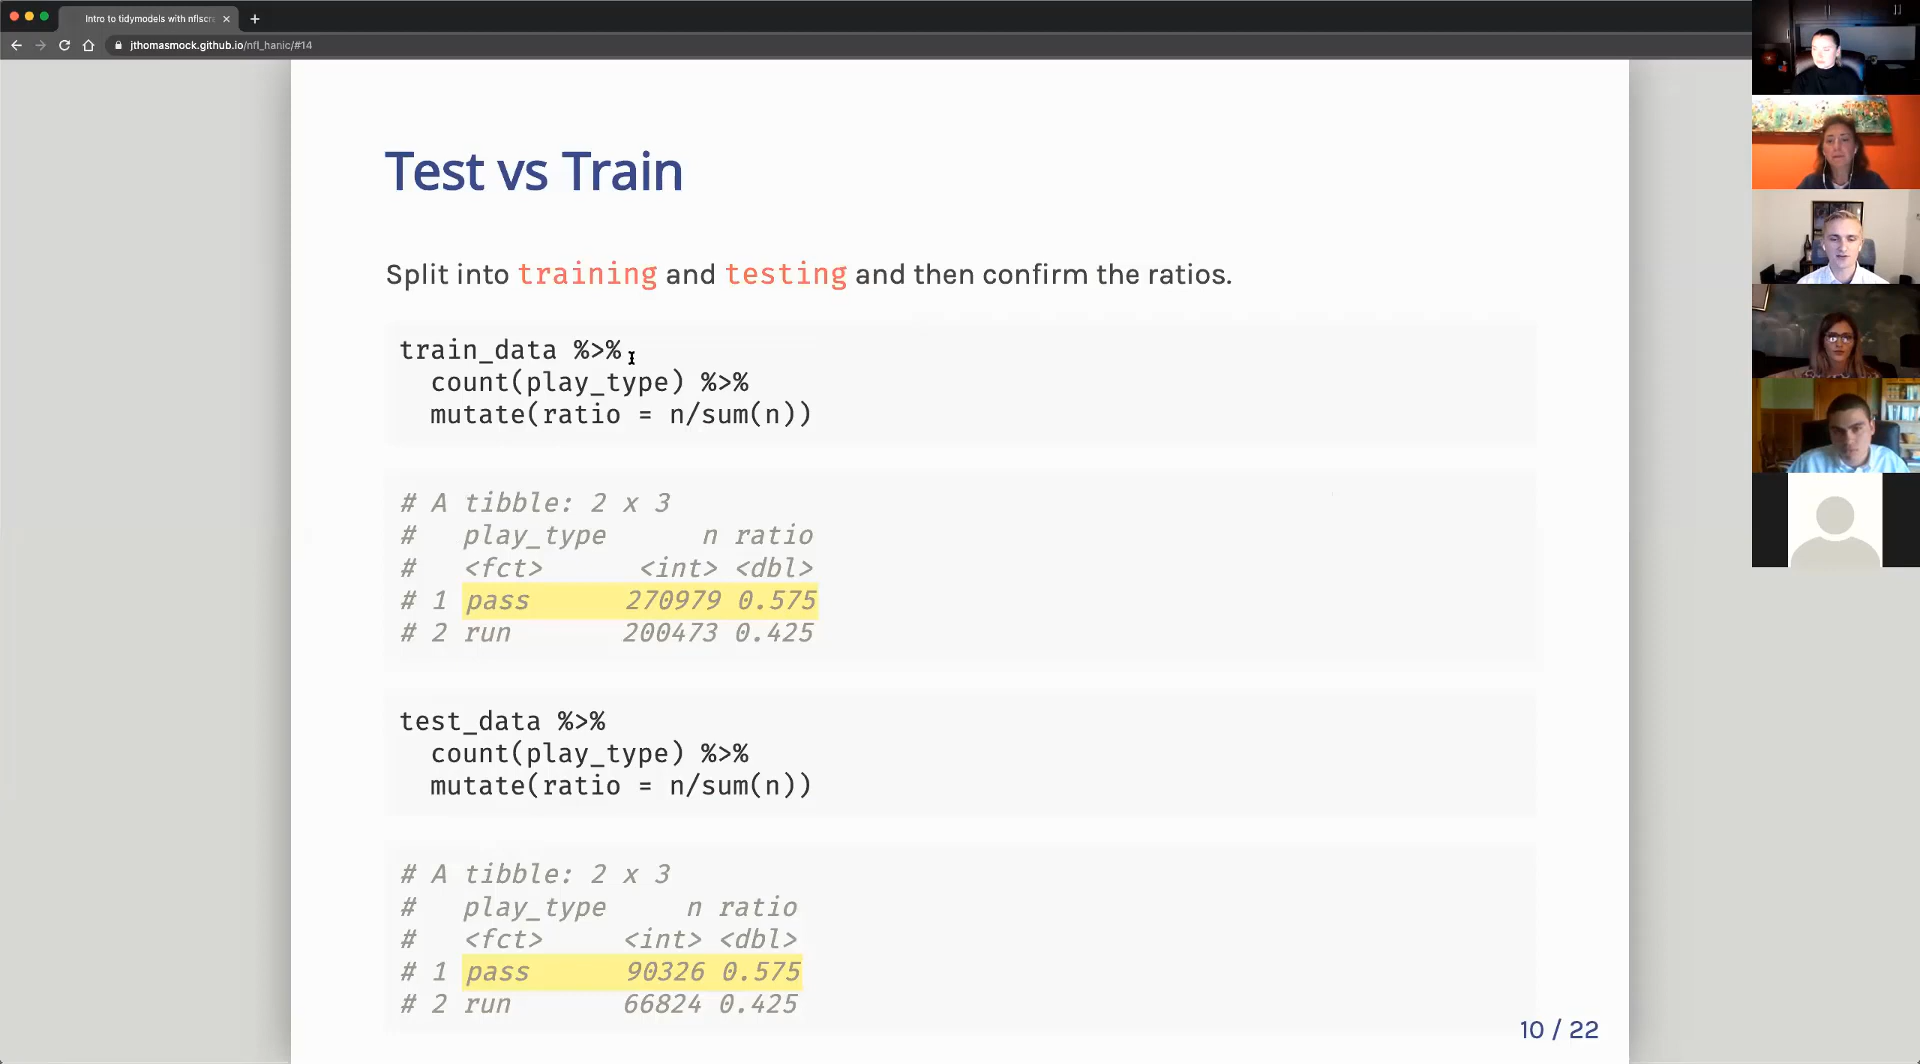 Intro to tidymodels with nflscr
jthomasmock.github.io/nfl_hanic/#14
Test vs Train
Split into training and testing and then confirm the ratios.
train_data %>%
count(play_type) %>%
mutate(ratio = n/sum(n))
# A tibble: 2 x 3
# play_type n ratio
# <fct> <int> <dbl>
# 1 pass 270979 0.575
# 2 run 200473 0.425
test_data %>%
count(play_type) %>%
mutate(ratio = n/sum(n))
# A tibble: 2 x 3
# play_type n ratio
# <fct> <int> <dbl>
# 1 pass 90326 0.575
# 2 run 66824 0.425
10 / 22